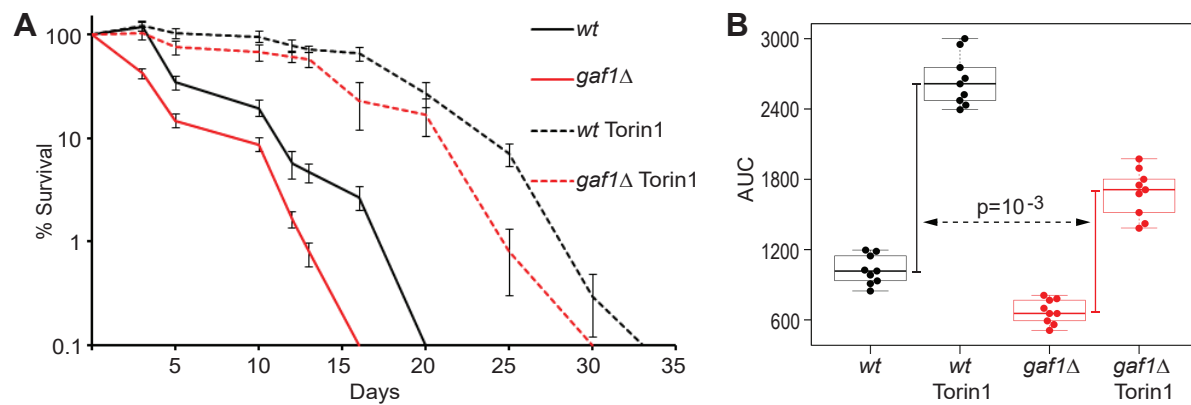 A
100
10
1
0.1
% Survival
5
10
15
20
25
30
35
Days
wt
gaf1Δ
wt Torin1
gaf1Δ Torin1
B
3000
2400
1800
1200
600
AUC
p=10-3
wt
wt
Torin1
gaf1Δ
gaf1Δ
Torin1